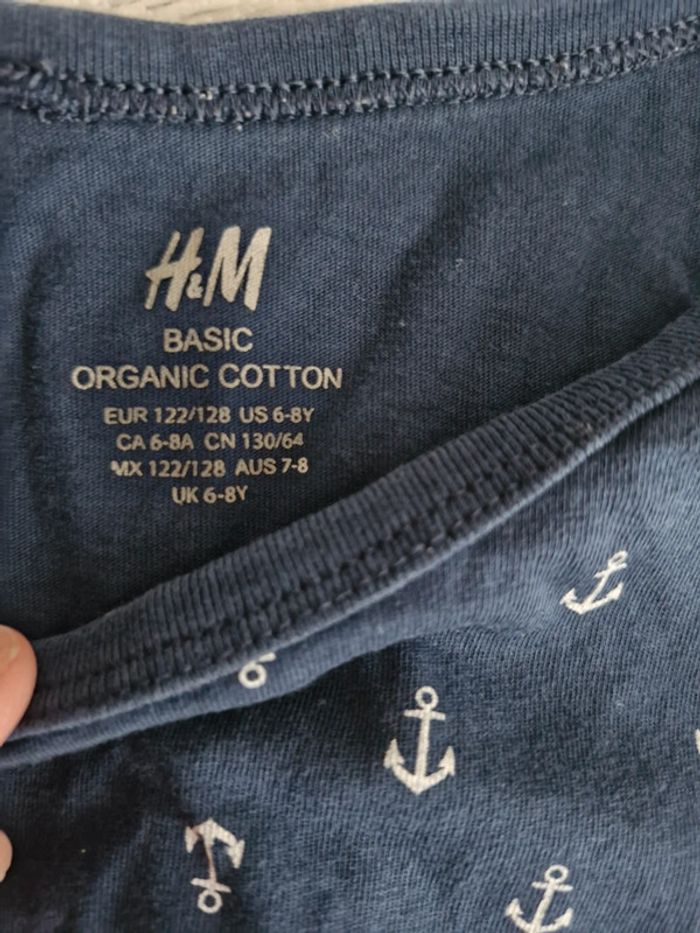 H&M
BASIC
ORGANIC COTTON
EUR 122/128 US 6-8Y
CA 6-8A CN 130/64
MX 122/128 AUS 7-8
UK 6-8Y